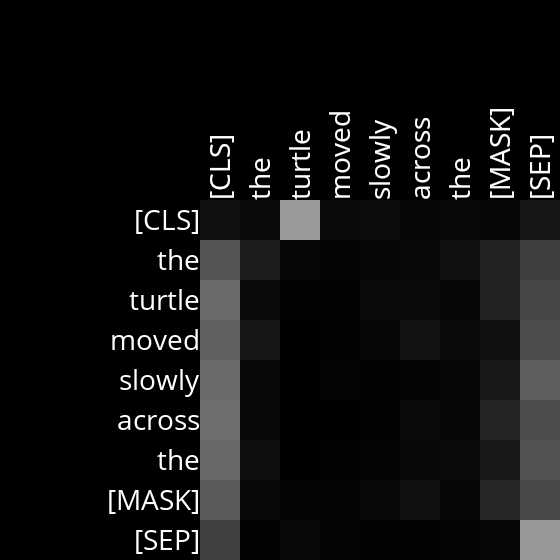 [CLS] the turtle moved slowly across the [MASK] [SEP]
[CLS]
the
turtle
moved
slowly
across
the
[MASK]
[SEP]